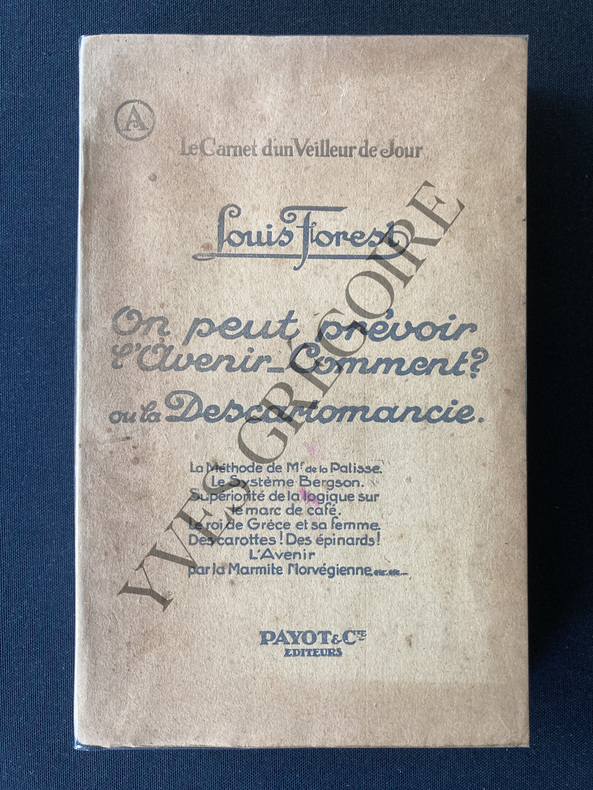 A
Le Carnet d'un Veilleur de Jour
Louis Forest
On peut prévoir
l'Avenir_Comment?
ou la Descartomancie.
La Méthode de Mr de la Palisse.
Le Système Bergson.
Supériorité de la logique sur
le marc de café.
Le roi de Grèce et sa femme.
Des carottes! Des épinards!
L'Avenir
par la Marmite Norvégienne etc. etc...
PAYOT & CIE
EDITEURS
YVES GRÉGOIRE